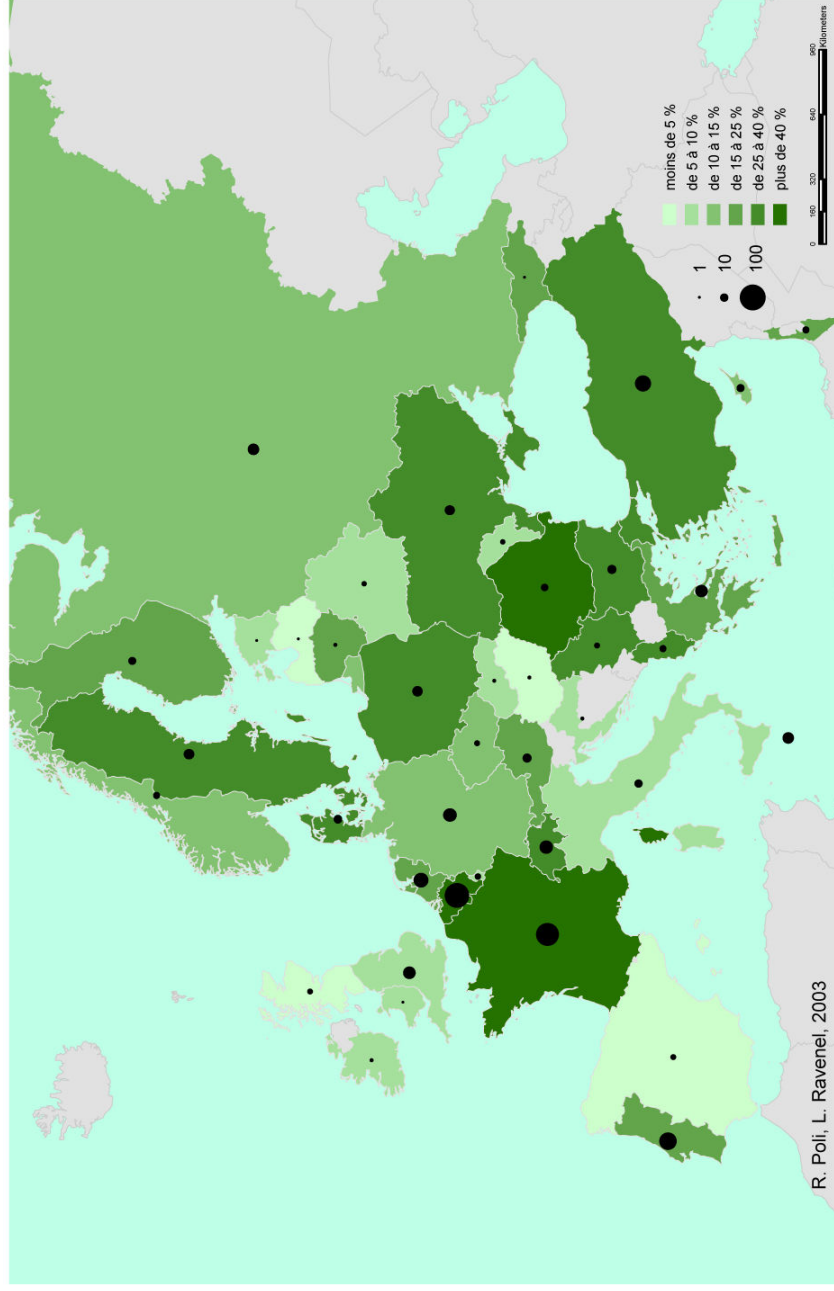 moins de 5 %
de 5 à 10 %
de 10 à 15 %
de 15 à 25 %
de 25 à 40 %
plus de 40 %
1
10
100
0 160 320 640 960
Kilometers
R. Poli, L. Ravenel, 2003